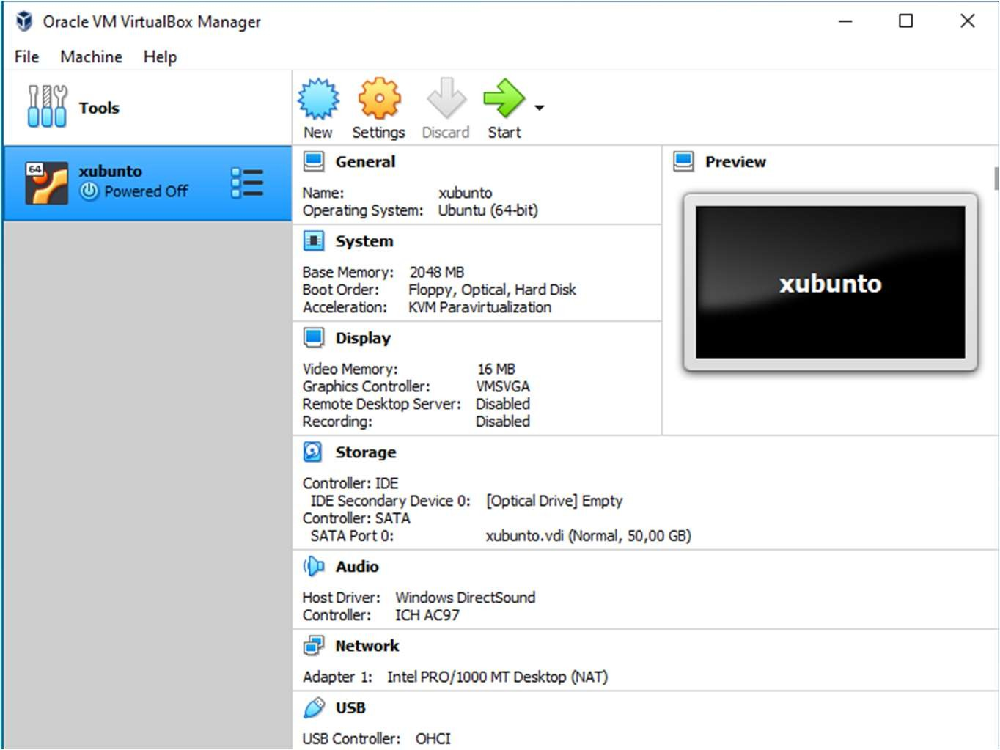 Oracle VM VirtualBox Manager
File Machine Help
Tools
New Settings Discard Start
64
xubunto
Powered Off
General
Name: xubunto
Operating System: Ubuntu (64-bit)
System
Base Memory: 2048 MB
Boot Order: Floppy, Optical, Hard Disk
Acceleration: KVM Paravirtualization
Display
Video Memory: 16 MB
Graphics Controller: VMSVGA
Remote Desktop Server: Disabled
Recording: Disabled
Preview
xubunto
Storage
Controller: IDE
IDE Secondary Device 0: [Optical Drive] Empty
Controller: SATA
SATA Port 0: xubunto.vdi (Normal, 50,00 GB)
Audio
Host Driver: Windows DirectSound
Controller: ICH AC97
Network
Adapter 1: Intel PRO/1000 MT Desktop (NAT)
USB
USB Controller: OHCI